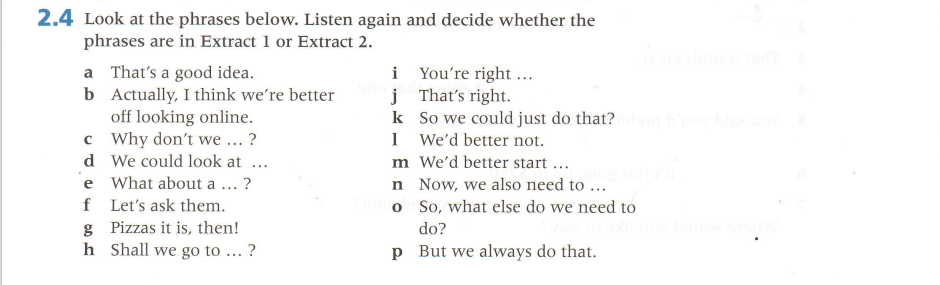 2.4 Look at the phrases below. Listen again and decide whether the
phrases are in Extract 1 or Extract 2.
a That's a good idea.
b Actually, I think we're better
off looking online.
c Why don't we ... ?
d We could look at ...
e What about a ... ?
f Let's ask them.
g Pizzas it is, then!
h Shall we go to ... ?
i You're right ...
j That's right.
k So we could just do that?
l We'd better not.
m We'd better start ...
n Now, we also need to ...
o So, what else do we need to
do?
p But we always do that.